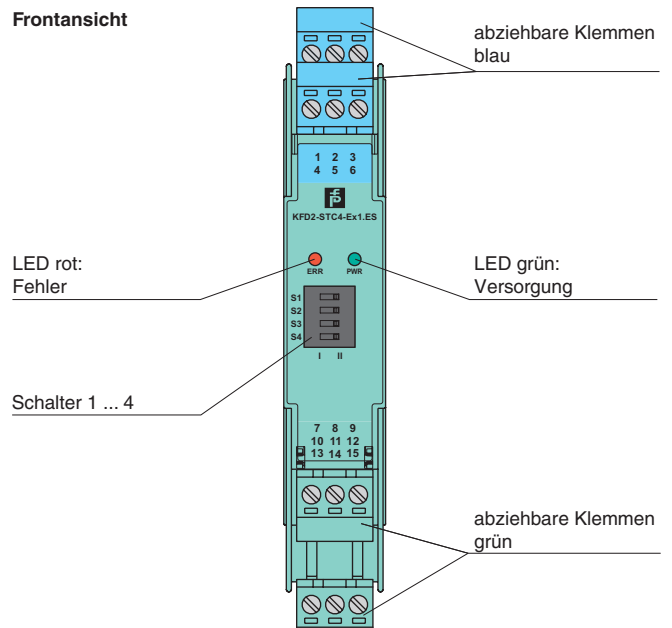 Frontansicht
abziehbare Klemmen
blau
1 2 3
4 5 6
KFD2-STC4-Ex1.ES
LED rot:
Fehler
ERR
PWR
LED grün:
Versorgung
S1
S2
S3
S4
I II
Schalter 1 ... 4
7 8 9
10 11 12
13 14 15
abziehbare Klemmen
grün